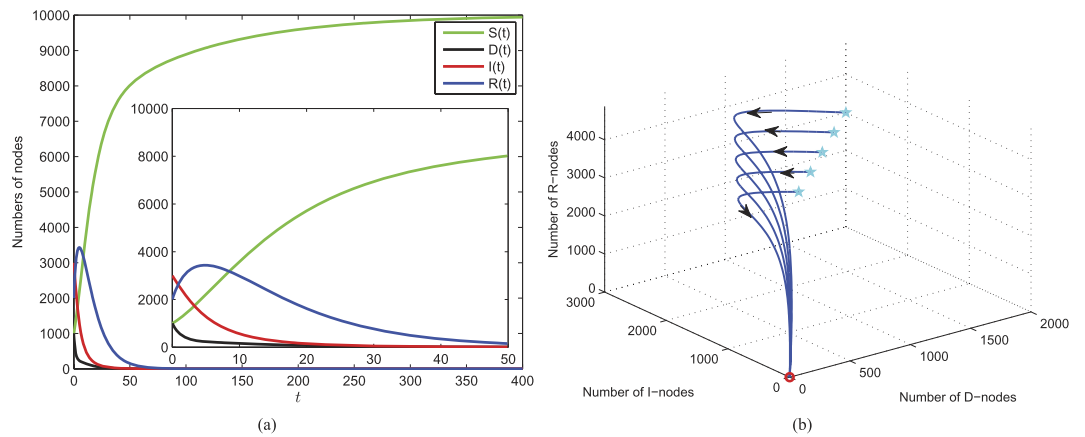 10000
9000
8000
7000
6000
5000
4000
3000
2000
1000
0
Numbers of nodes
0 50 100 150 200 250 300 350 400
t
S(t)
D(t)
I(t)
R(t)
10000
8000
6000
4000
2000
0
0 10 20 30 40 50
(a)
4000
3000
2000
1000
0
Number of R−nodes
3000
2000
1000
0
Number of I−nodes
0
500
1000
1500
2000
Number of D−nodes
(b)